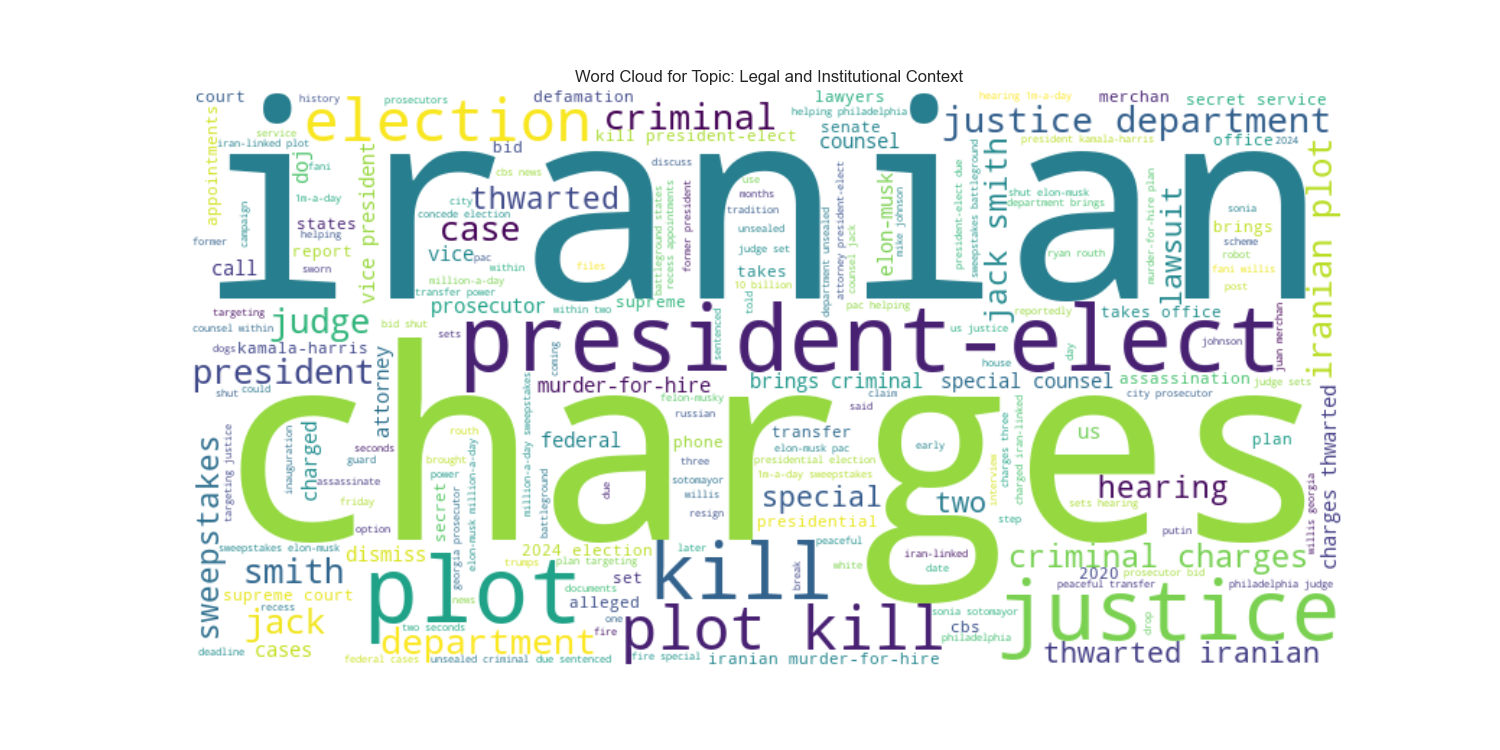 Word Cloud for Topic: Legal and Institutional Context
court
history
prosecutors
defamation
lawyers
hearing 1m-a-day
merchan
secret service
election
criminal
helping philadelphia
justice department
service
kill president-elect
senate
counsel
president kamala-harris
office
2024
iran-linked plot
bid
appointments
doj
fani
vice president
cbs news
discuss
iranian
iranian plot
1m-a-day
thwarted
city
concede election
use
months
tradition
unsealed
judge set
elon-musk
mike johnson
jack smith
shut elon-musk
department brings
lawsuit
sonia
brings
scheme
robot
fani willis
post
former
campaign
states
helping
report
case
call
sworn
vice
pac
within
files
million-a-day
transfer power
battleground states
recess appointments
former president
takes
10 billion
department unsealed
attorney president-elect
counsel jack
president-elect due
sweepstakes battleground
ryan routh
murder-for-hire plan
targeting
counsel within
judge
prosecutor
within two
supreme
told
pac helping
reportedly
takes office
bid shut
sets
president-elect
sentenced
us justice
day
johnson
juan merchan
dogs
kamala-harris
house
president
attorney
coming
murder-for-hire
brings criminal
special counsel
assassination
judge sets
shut
could
claim
city prosecutor
charges
felon-musky
russian
said
sweepstakes
targeting justice
inauguration
charged
seconds
guard
assassinate
friday
option
routh
brought
power
secret
georgia prosecutor
elon-musk million-a-day
million-a-day sweepstakes
battleground
federal
phone
three
sotomayor
willis
resign
due
transfer
elon-musk pac
presidential election
1m-a-day sweepstakes
special
presidential
early
two
interview
step
charges three
charged iran-linked
us
sets hearing
plan
hearing
putin
willis georgia
charges thwarted
sweepstakes elon-musk
dismiss
2024 election
later
peaceful
iran-linked
criminal charges
smith
trumps
plan targeting
kill
break
white
date
2020
prosecutor bid
supreme court
plot
documents
set
peaceful transfer
philadelphia judge
recess
alleged
justice
jack
news
two seconds
one
sonia sotomayor
department
fire
plot kill
cbs
philadelphia
drop
deadline
cases
federal cases
unsealed criminal
due sentenced
fire special
iranian murder-for-hire
thwarted iranian